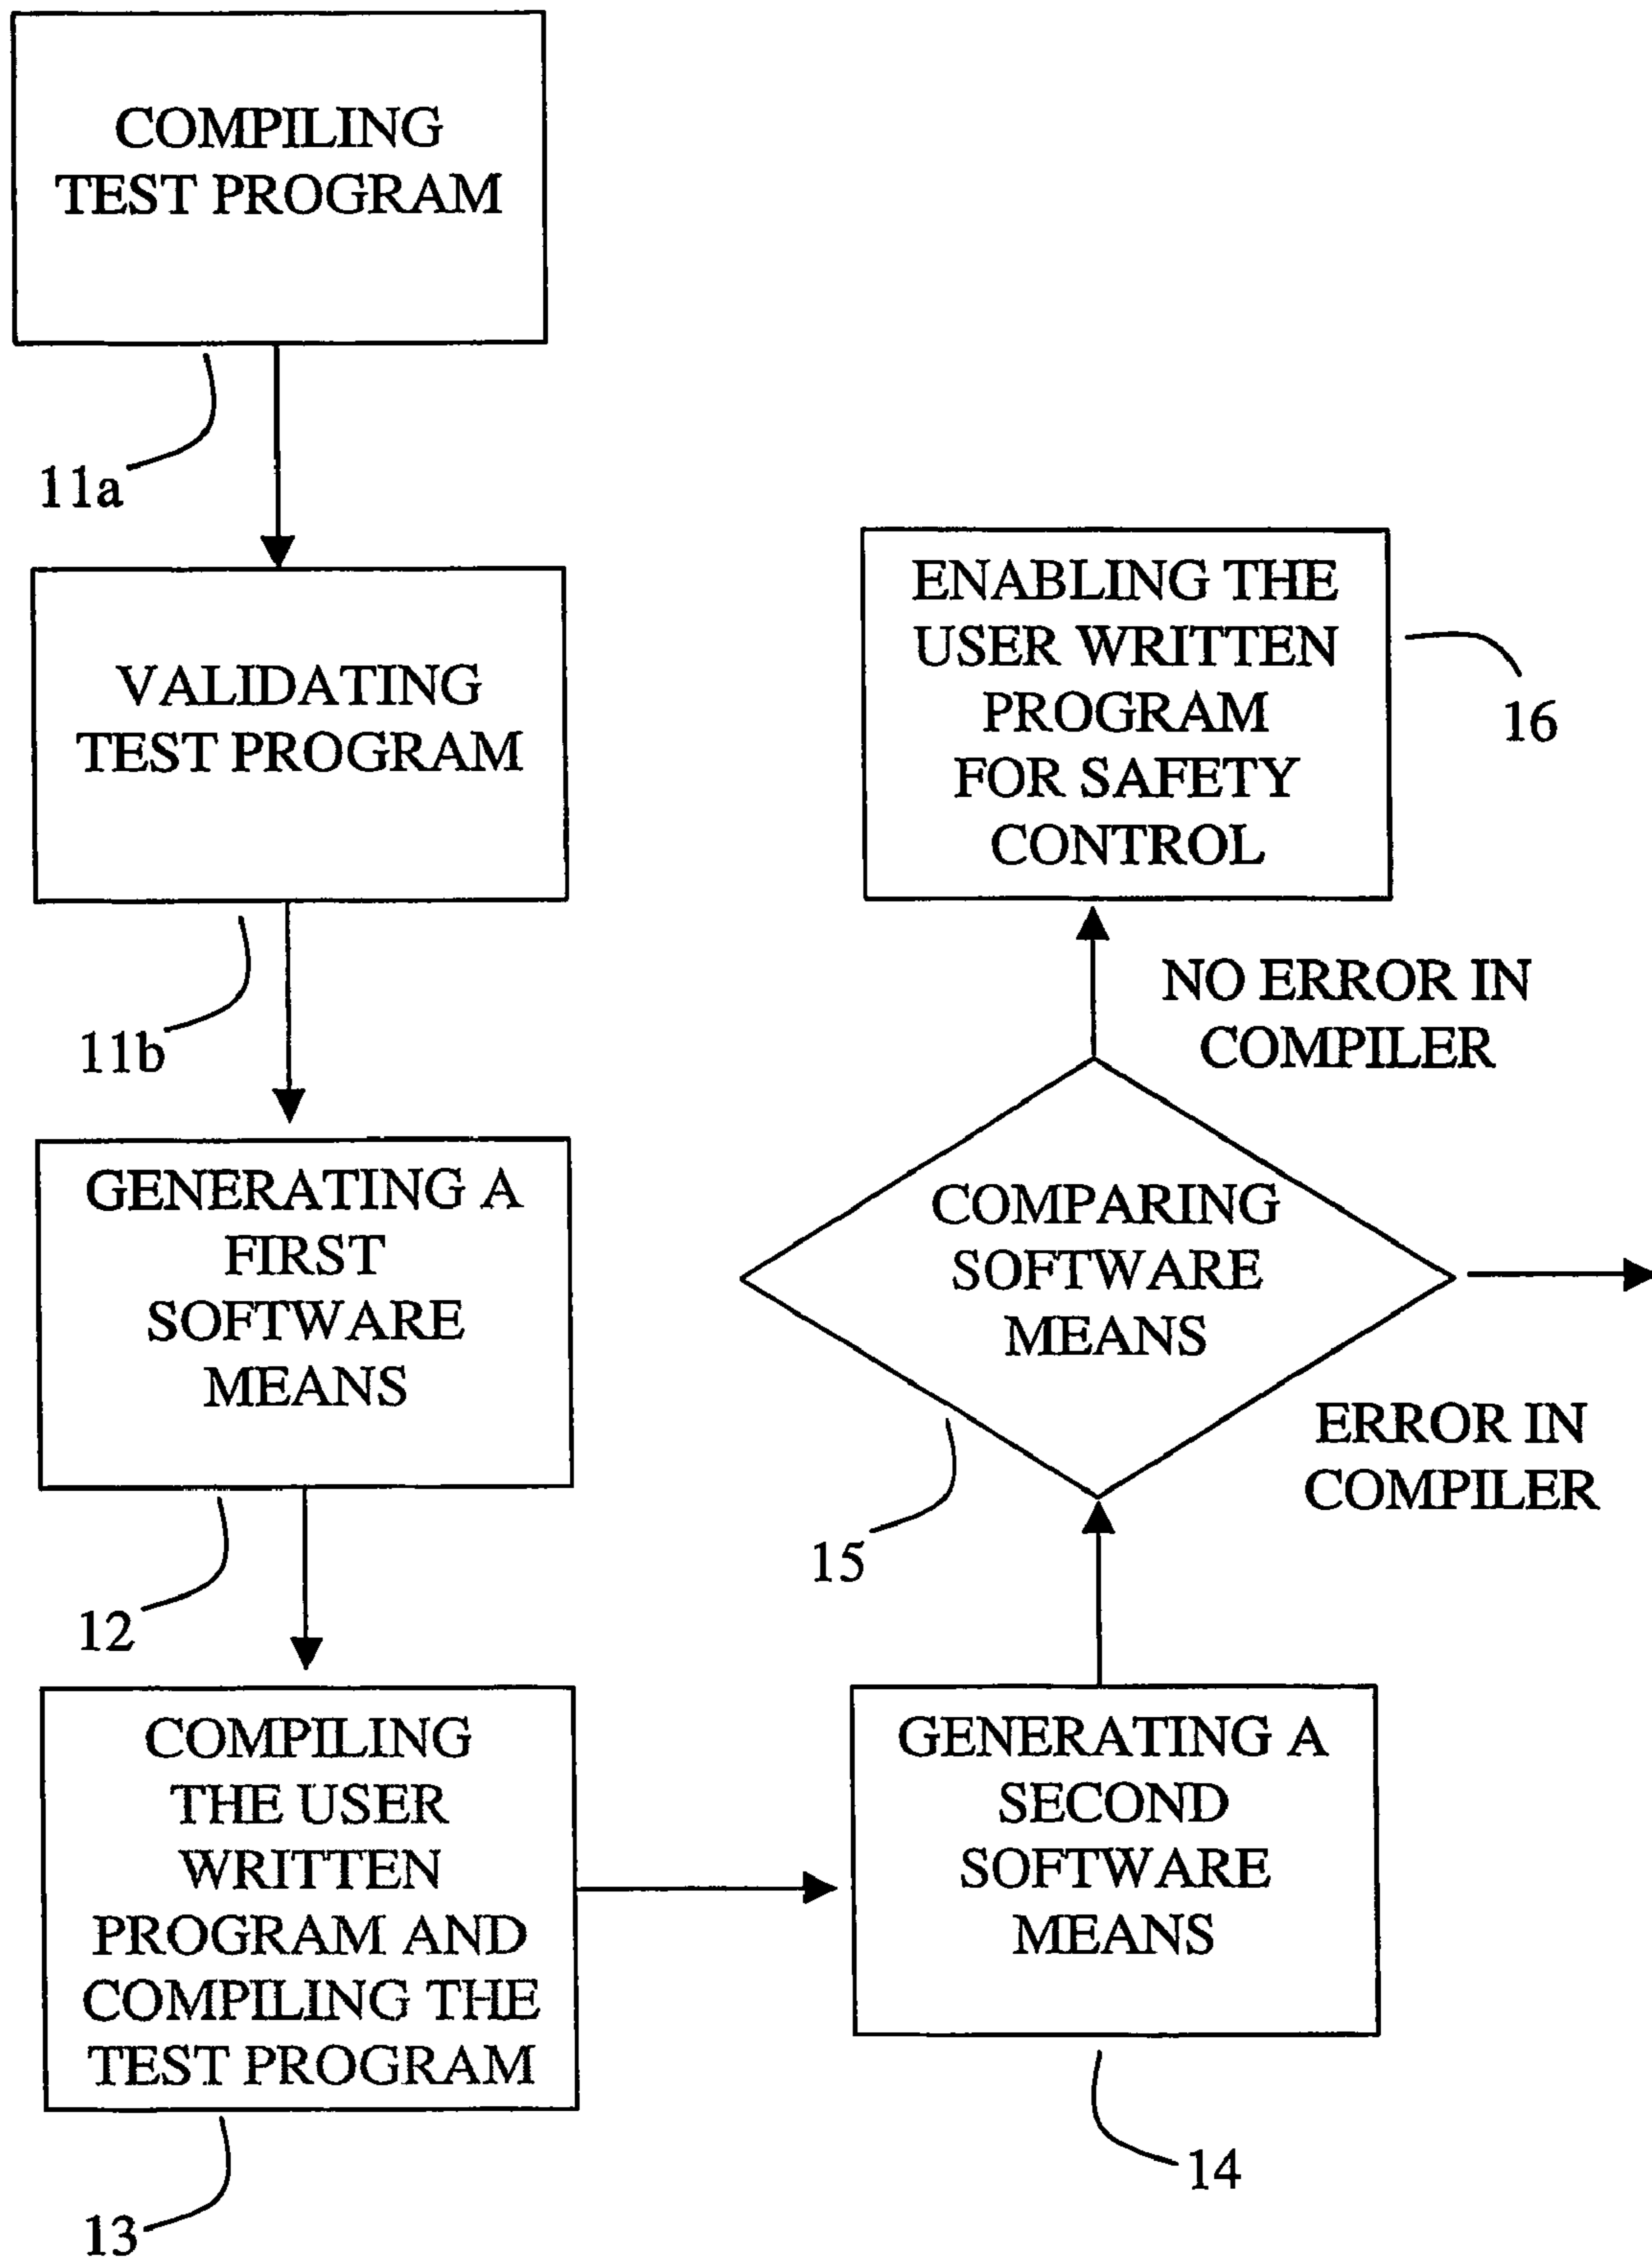 COMPILING
TEST PROGRAM
11a
VALIDATING
TEST PROGRAM
11b
GENERATING A
FIRST
SOFTWARE
MEANS
12
COMPILING
THE USER
WRITTEN
PROGRAM AND
COMPILING THE
TEST PROGRAM
13
GENERATING A
SECOND
SOFTWARE
MEANS
14
COMPARING
SOFTWARE
MEANS
15
ERROR IN
COMPILER
NO ERROR IN
COMPILER
ENABLING THE
USER WRITTEN
PROGRAM
FOR SAFETY
CONTROL
16